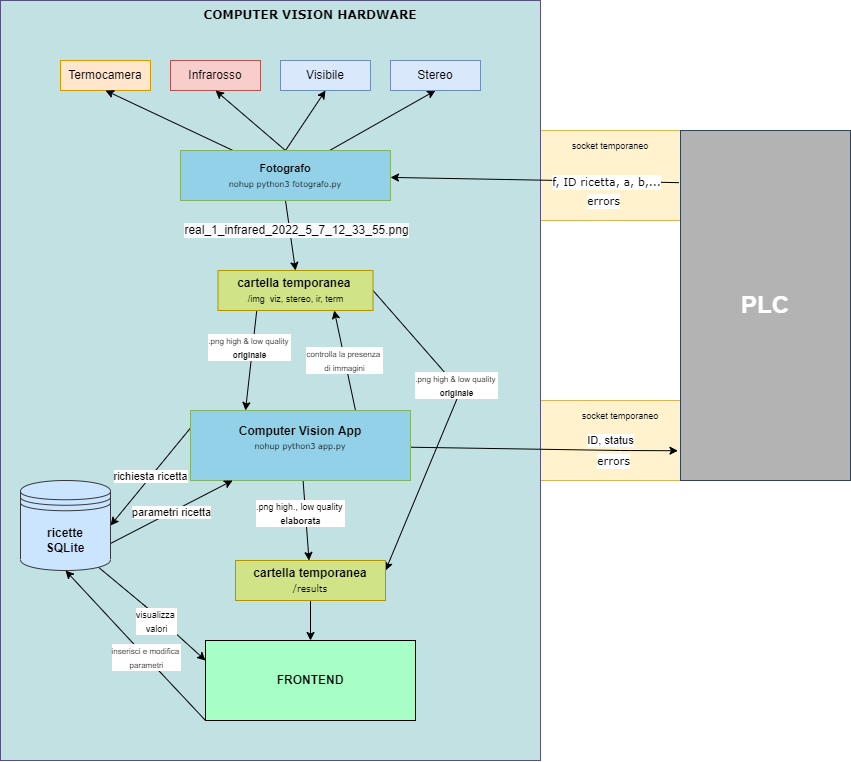 COMPUTER VISION HARDWARE
Termocamera
Infrarosso
Visibile
Stereo
socket temporaneo
Fotografo
nohup python3 fotografo.py
f, ID ricetta, a, b,...
errors
real_1_infrared_2022_5_7_12_33_55.png
cartella temporanea
/img viz, stereo, ir, term
PLC
.png high & low quality
originale
controlla la presenza
di immagini
.png high & low quality
originale
socket temporaneo
Computer Vision App
nohup python3 app.py
ID, status
errors
richiesta ricetta
parametri ricetta
.png high., low quality
elaborata
ricette
SQLite
cartella temporanea
/results
visualizza
valori
inserisci e modifica
parametri
FRONTEND